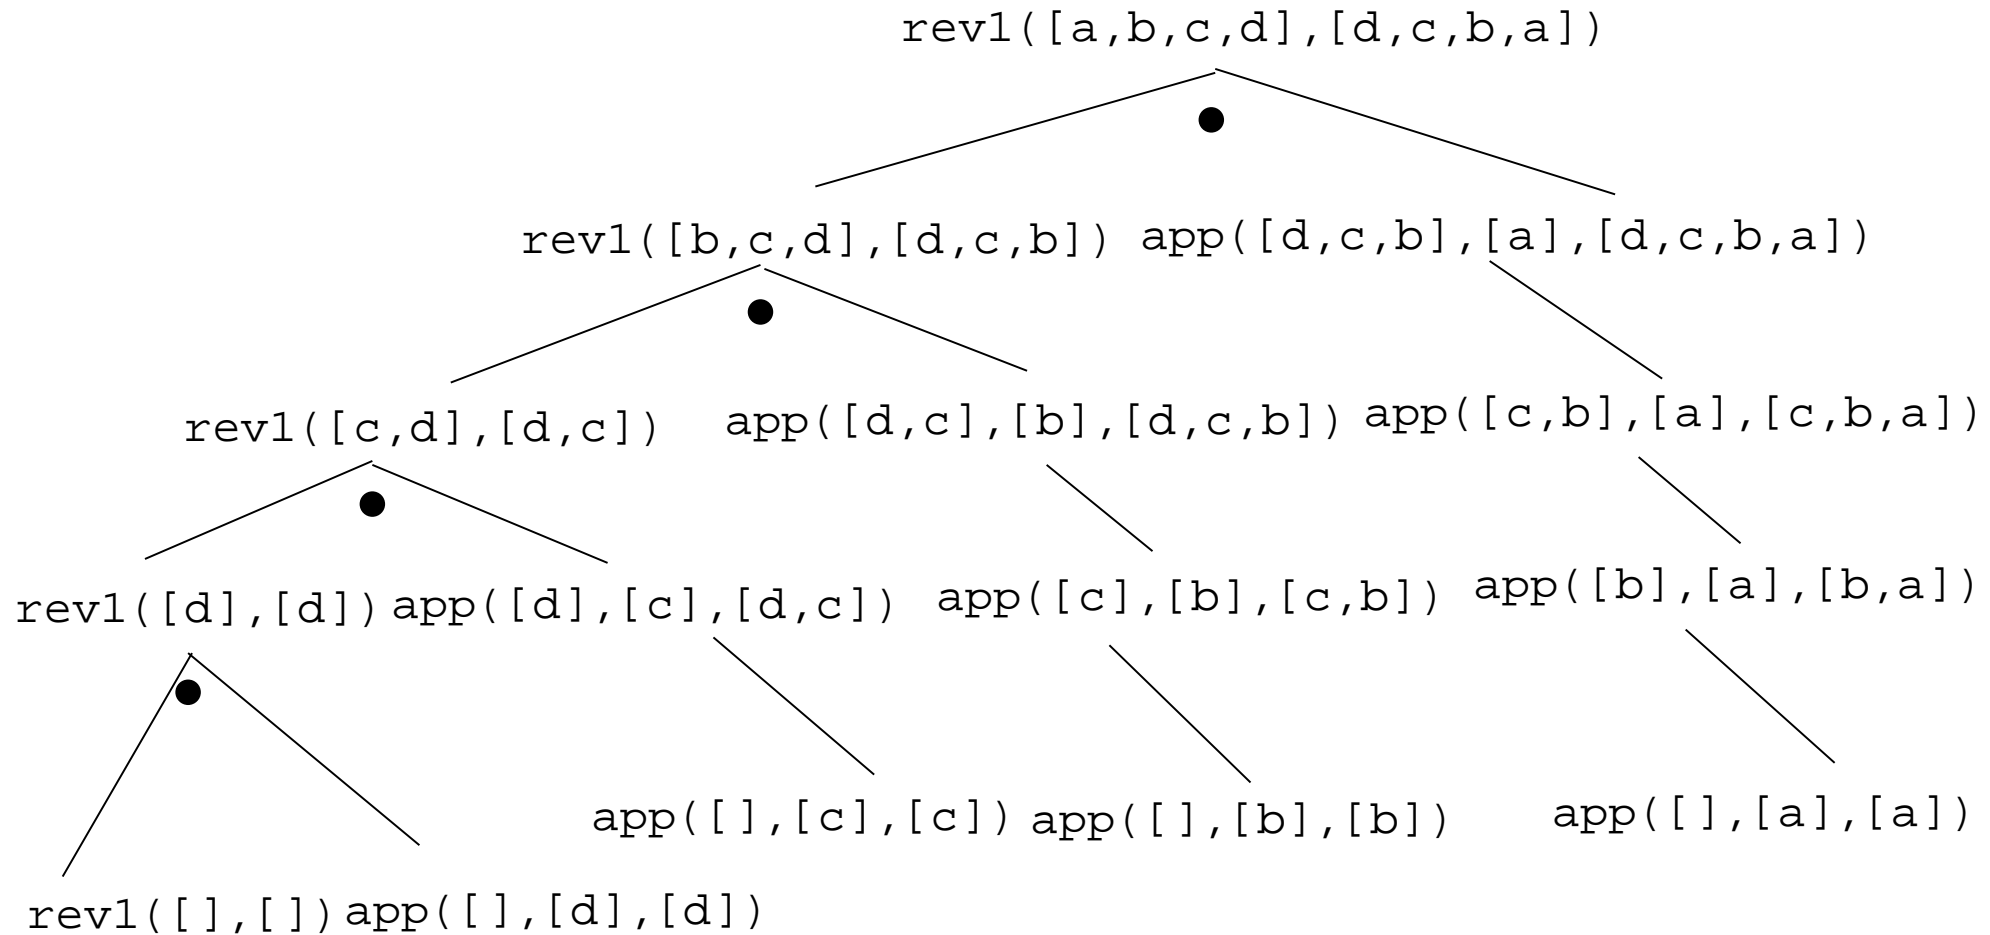 rev1([a,b,c,d],[d,c,b,a])
rev1([b,c,d],[d,c,b]) app([d,c,b],[a],[d,c,b,a])
rev1([c,d],[d,c]) app([d,c],[b],[d,c,b]) app([c,b],[a],[c,b,a])
rev1([d],[d]) app([d],[c],[d,c]) app([c],[b],[c,b]) app([b],[a],[b,a])
app([],[c],[c]) app([],[b],[b]) app([],[a],[a])
rev1([],[]) app([],[d],[d])